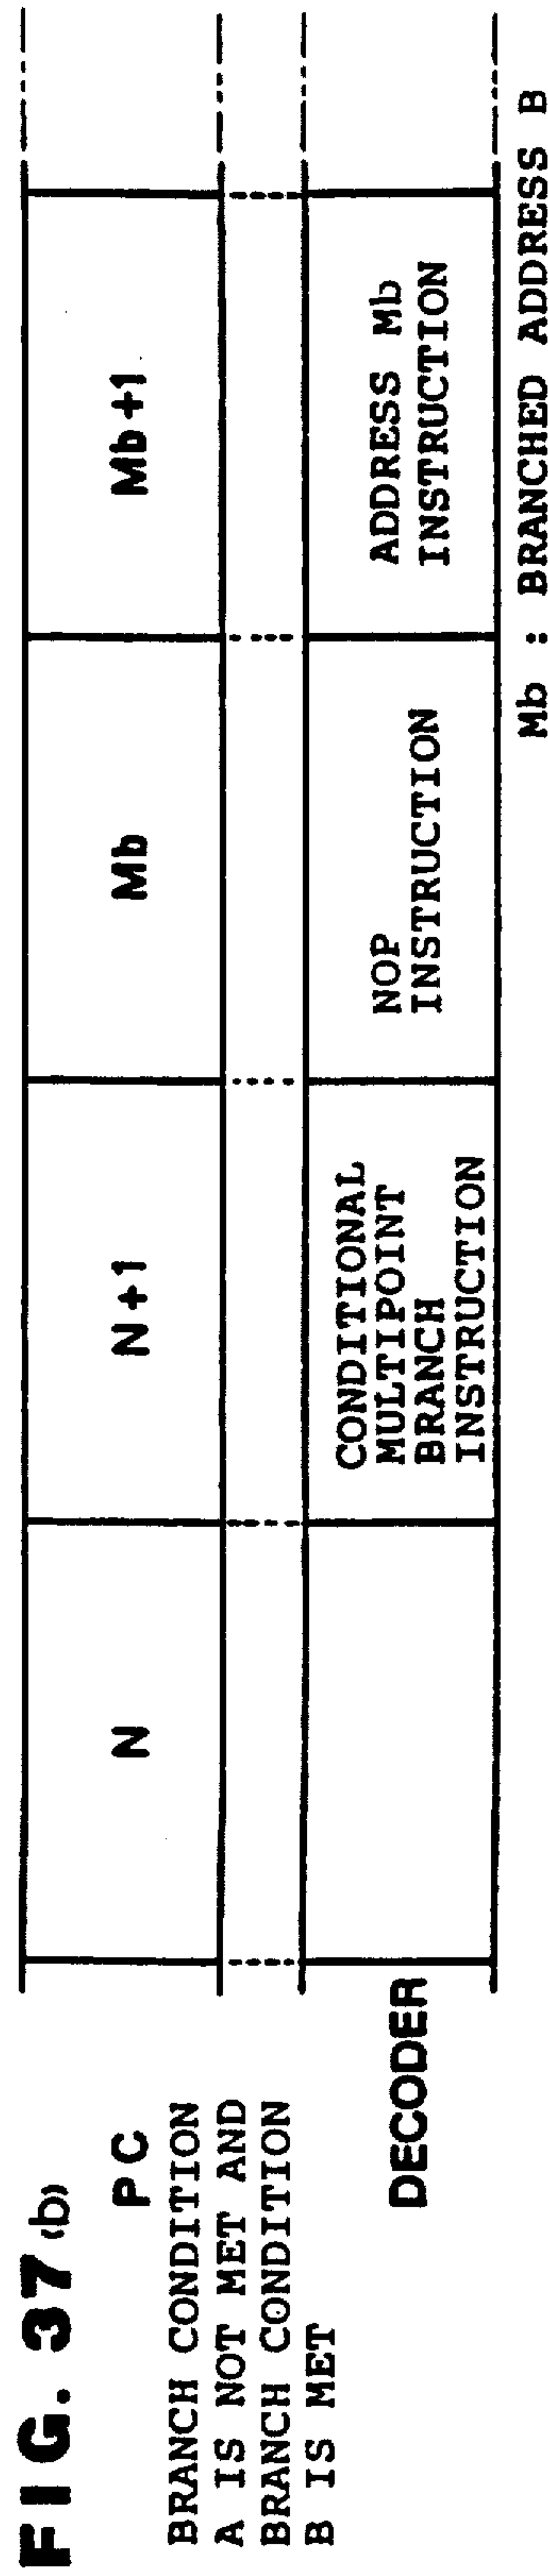 FIG. 37(b)
PC
BRANCH CONDITION
A IS NOT MET AND
BRANCH CONDITION
B IS MET
N
N+1
Mb
Mb+1
DECODER
CONDITIONAL
MULTIPOINT
BRANCH
INSTRUCTION
NOP
INSTRUCTION
ADDRESS Mb
INSTRUCTION
Mb : BRANCHED ADDRESS B